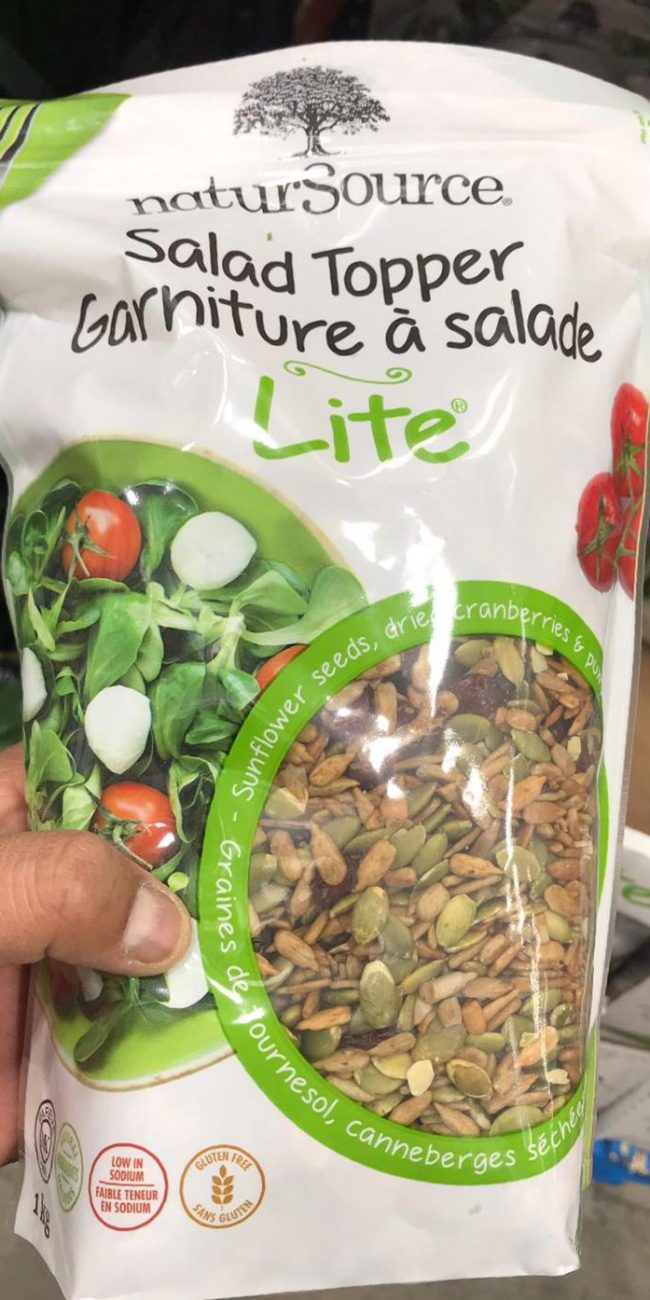 naturSource®
Salad Topper
Garniture à salade
Lite®
Sunflower seeds, dried cranberries &
- Graines de tournesol, canneberges séchées
LOW IN
SODIUM
FAIBLE TENEUR
EN SODIUM
GLUTEN FREE
SANS GLUTEN
1 kg